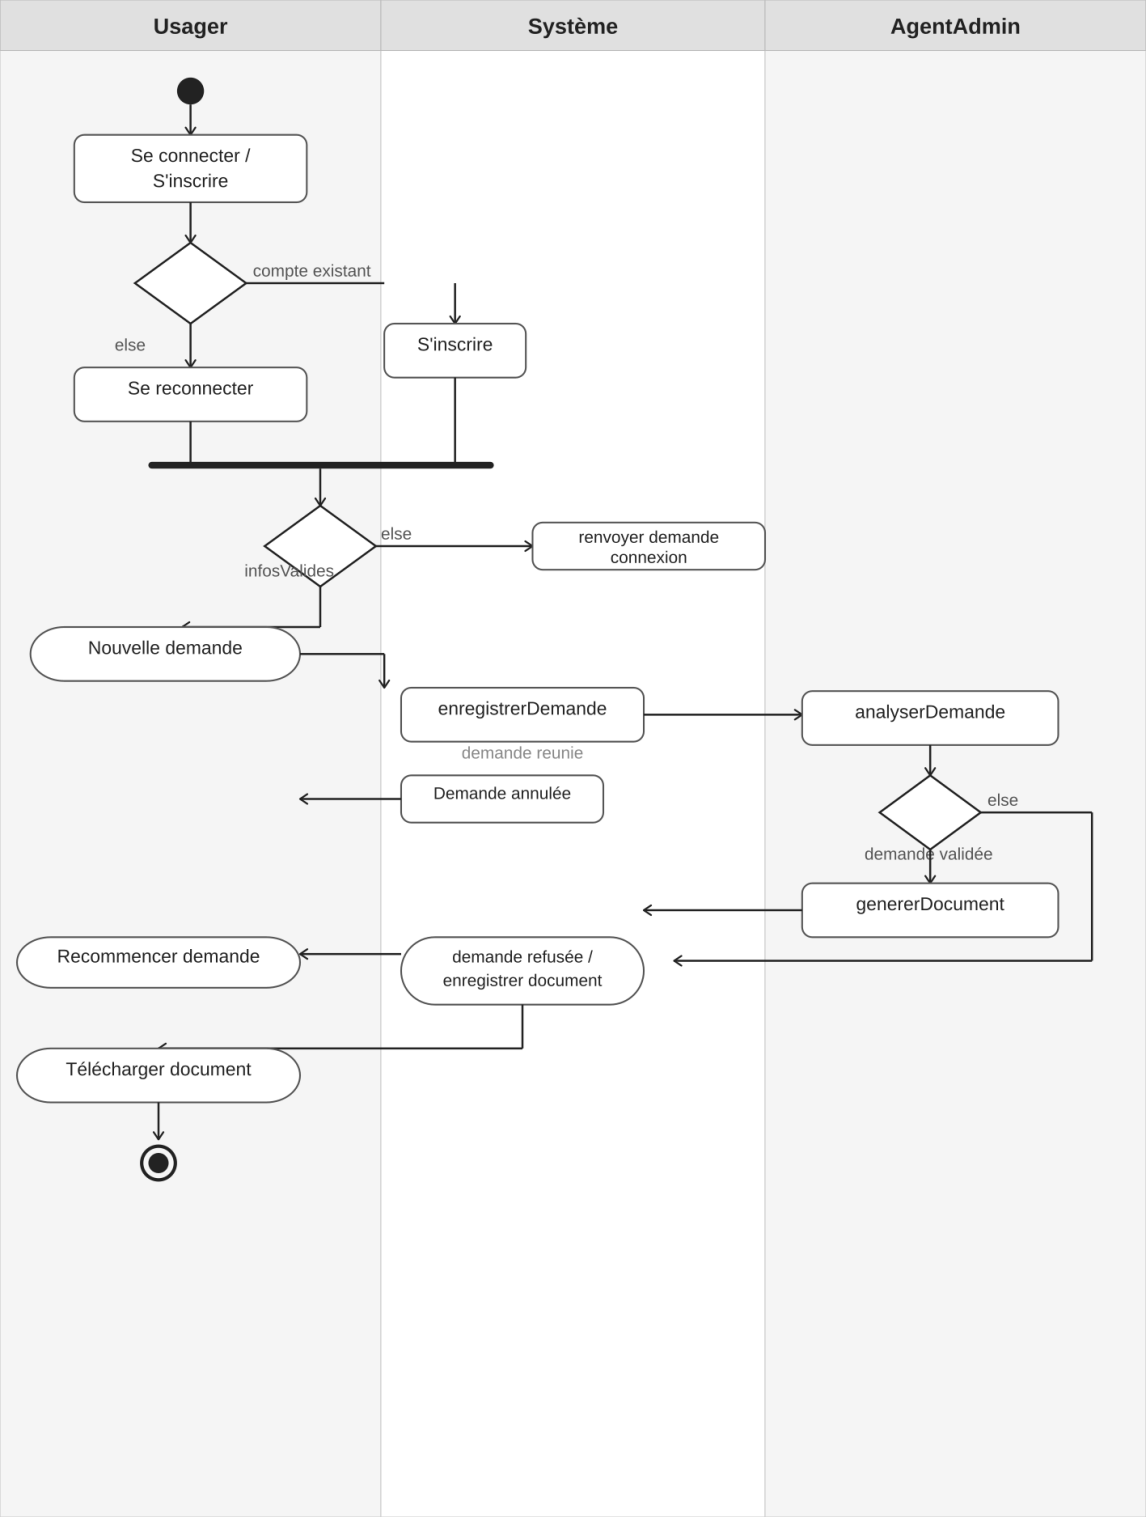 Usager
Système
AgentAdmin
Se connecter /
S'inscrire
compte existant
else
S'inscrire
Se reconnecter
else
renvoyer demande
connexion
infosValides
Nouvelle demande
enregistrerDemande
analyserDemande
demande reunie
Demande annulée
else
demande validée
genererDocument
Recommencer demande
demande refusée /
enregistrer document
Télécharger document